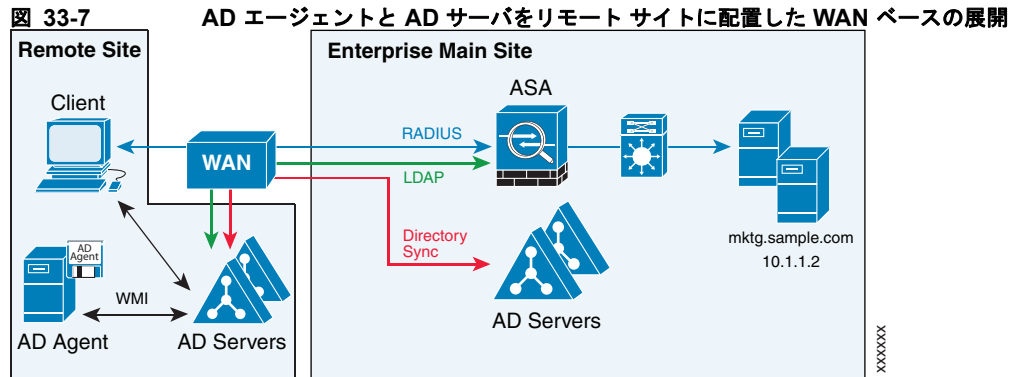 図 33-7 AD エージェントと AD サーバをリモート サイトに配置した WAN ベースの展開
Remote Site
Enterprise Main Site
Client
ASA
RADIUS
WAN
LDAP
Directory
Sync
mktg.sample.com
10.1.1.2
AD
Agent
WMI
AD Agent
AD Servers
AD Servers
xxxxxx